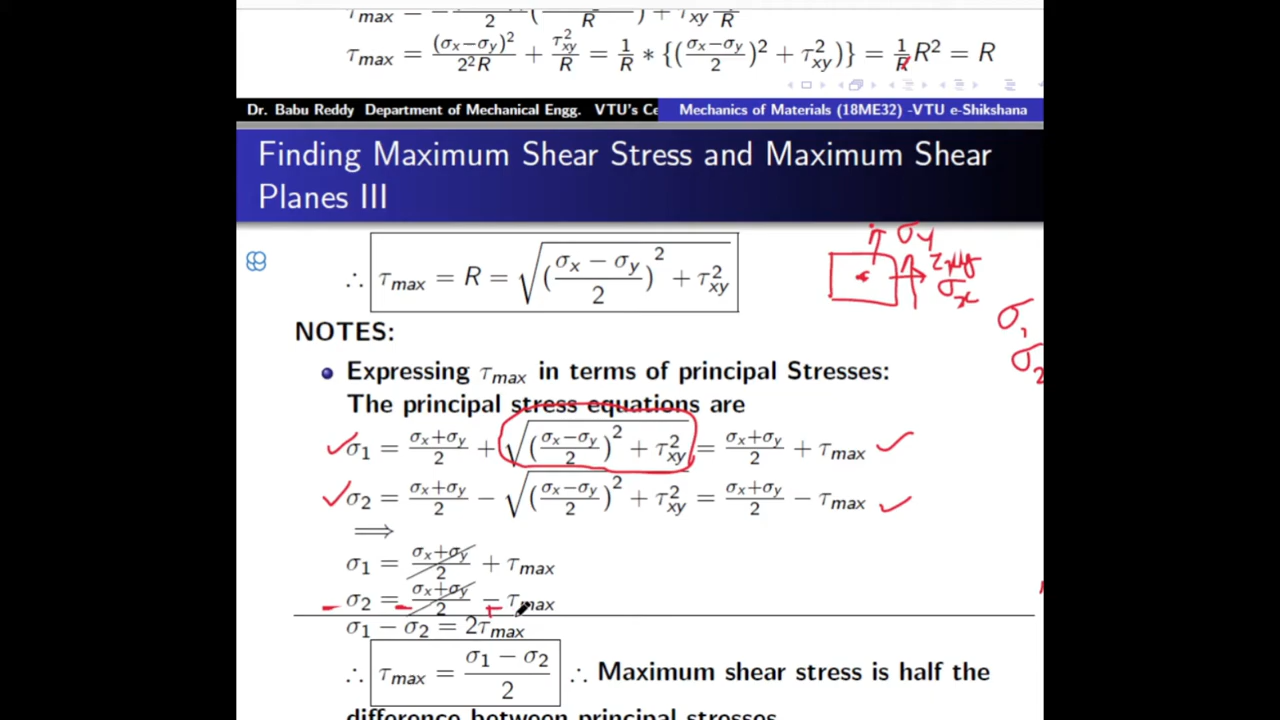 τmax = (σx−σy)²/2²R + τ²xy/R = 1/R * {(σx−σy/2)² + τ²xy)} = 1/R R² = R
Dr. Babu Reddy Department of Mechanical Engg. VTU's Ce Mechanics of Materials (18ME32) -VTU e-Shikshana
Finding Maximum Shear Stress and Maximum Shear
Planes III
∴ τmax = R = √((σx − σy)/2)² + τ²xy
σy
τxy
σx
σ1
σ2
NOTES:
Expressing τmax in terms of principal Stresses:
The principal stress equations are
σ1 = σx+σy/2 + √(σx−σy/2)² + τ²xy = σx+σy/2 + τmax
σ2 = σx+σy/2 − √(σx−σy/2)² + τ²xy = σx+σy/2 − τmax
⟹
σ1 = σx+σy/2 + τmax
σ2 = σx+σy/2 − τmax
σ1 − σ2 = 2τmax
∴ τmax = σ1 − σ2/2 ∴ Maximum shear stress is half the
difference between principal stresses